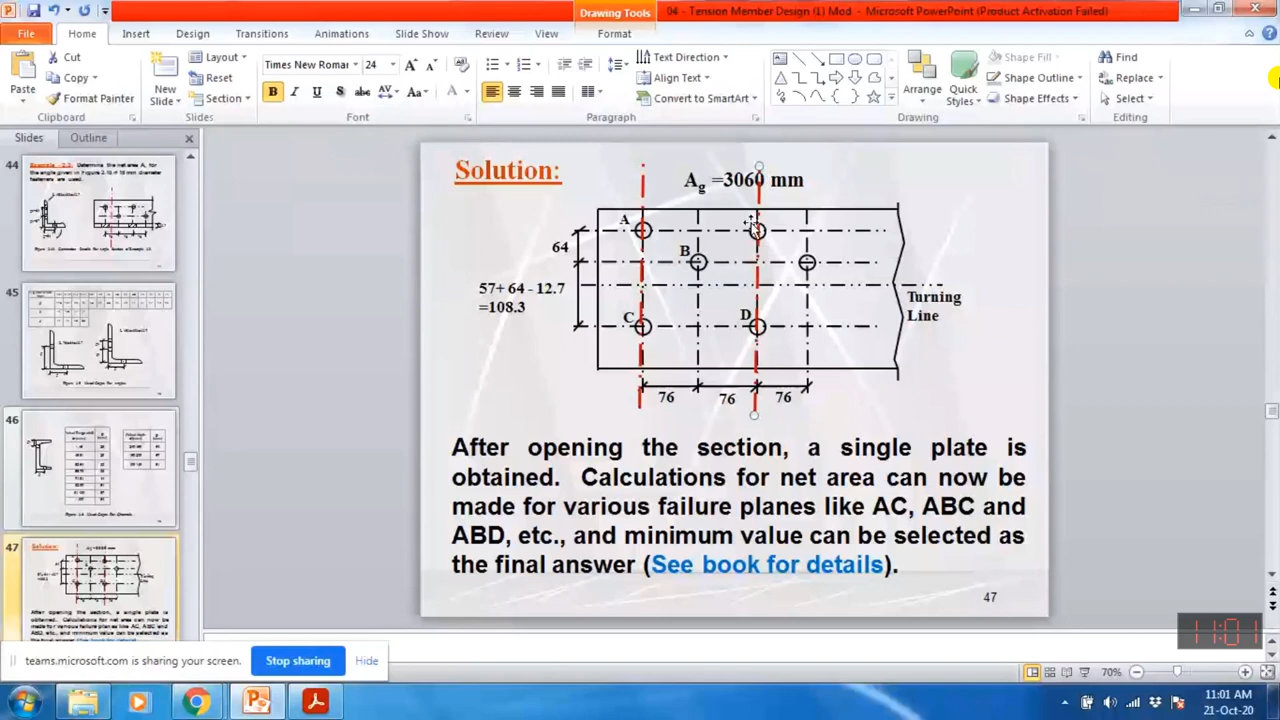 Drawing Tools
04 - Tension Member Design (1) Mod - Microsoft PowerPoint (Product Activation Failed)
File Home Insert Design Transitions Animations Slide Show Review View Format
Paste
Cut
Copy
Format Painter
Clipboard
New Slide
Layout
Reset
Section
Slides
Times New Roman 24
B I U S abc AV Aa A
Font
Text Direction
Align Text
Convert to SmartArt
Paragraph
Arrange
Quick Styles
Shape Fill
Shape Outline
Shape Effects
Drawing
Find
Replace
Select
Editing
Slides Outline
44
45
46
47
Solution:
Ag =3060 mm
A
64
B
57+ 64 - 12.7
=108.3
C
D
Turning
Line
76 76 76
After opening the section, a single plate is
obtained. Calculations for net area can now be
made for various failure planes like AC, ABC and
ABD, etc., and minimum value can be selected as
the final answer (See book for details).
47
11:01
teams.microsoft.com is sharing your screen. Stop sharing Hide
70%
11:01 AM
21-Oct-20